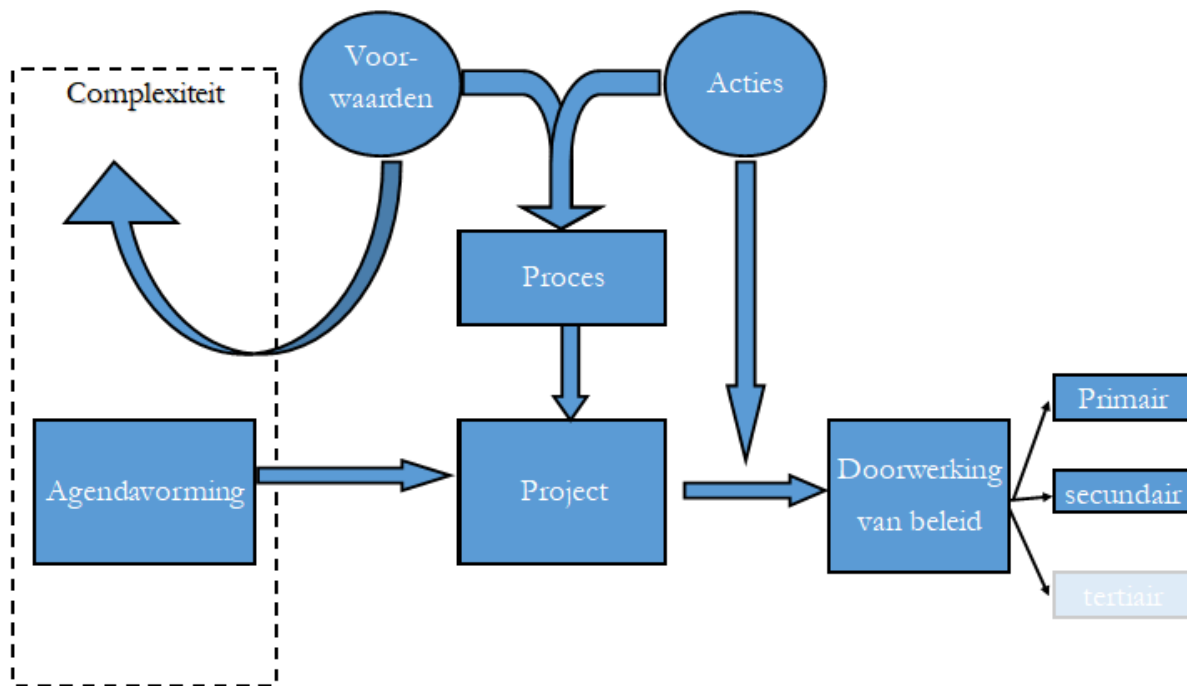 Complexiteit
Voor-
waarden
Acties
Proces
Agendavorming
Project
Doorwerking
van beleid
Primair
secundair
tertiair